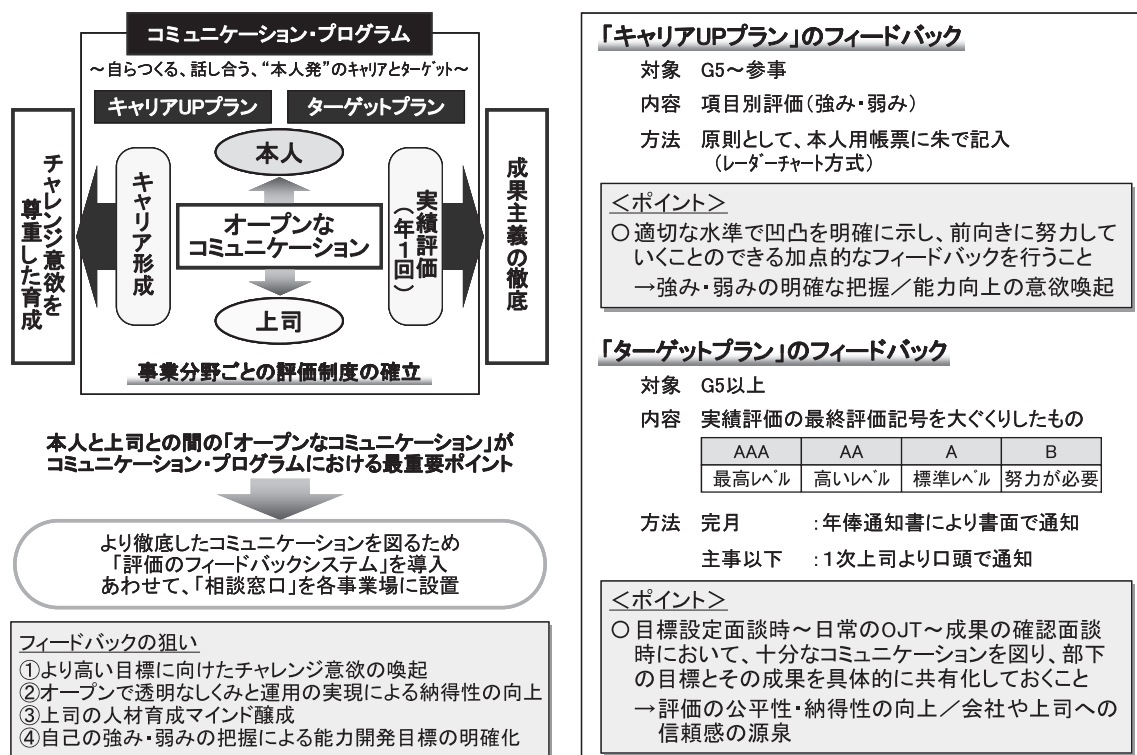 コミュニケーション・プログラム
～自らつくる、話し合う、“本人発”のキャリアとターゲット～
キャリアUPプラン
ターゲットプラン
チャレンジ意欲を
尊重した育成
キャリア形成
本人
オープンな
コミュニケーション
上司
実績評価
（年1回）
成果主義の徹底
事業分野ごとの評価制度の確立
本人と上司との間の「オープンなコミュニケーション」が
コミュニケーション・プログラムにおける最重要ポイント
より徹底したコミュニケーションを図るため
「評価のフィードバックシステム」を導入
あわせて、「相談窓口」を各事業場に設置
フィードバックの狙い
①より高い目標に向けたチャレンジ意欲の喚起
②オープンで透明なしくみと運用の実現による納得性の向上
③上司の人材育成マインド醸成
④自己の強み・弱みの把握による能力開発目標の明確化
「キャリアUPプラン」のフィードバック
対象 G5～参事
内容 項目別評価（強み・弱み）
方法 原則として、本人用帳票に朱で記入
（レーダーチャート方式）
＜ポイント＞
○適切な水準で凹凸を明確に示し、前向きに努力して
いくことのできる加点的なフィードバックを行うこと
→強み・弱みの明確な把握／能力向上の意欲喚起
「ターゲットプラン」のフィードバック
対象 G5以上
内容 実績評価の最終評価記号を大ぐくりしたもの
AAA AA A B
最高レベル 高いレベル 標準レベル 努力が必要
方法 完月 ：年俸通知書により書面で通知
主事以下 ：1次上司より口頭で通知
＜ポイント＞
○目標設定面談時～日常のOJT～成果の確認面談
時において、十分なコミュニケーションを図り、部下
の目標とその成果を具体的に共有化しておくこと
→評価の公平性・納得性の向上／会社や上司への
信頼感の源泉